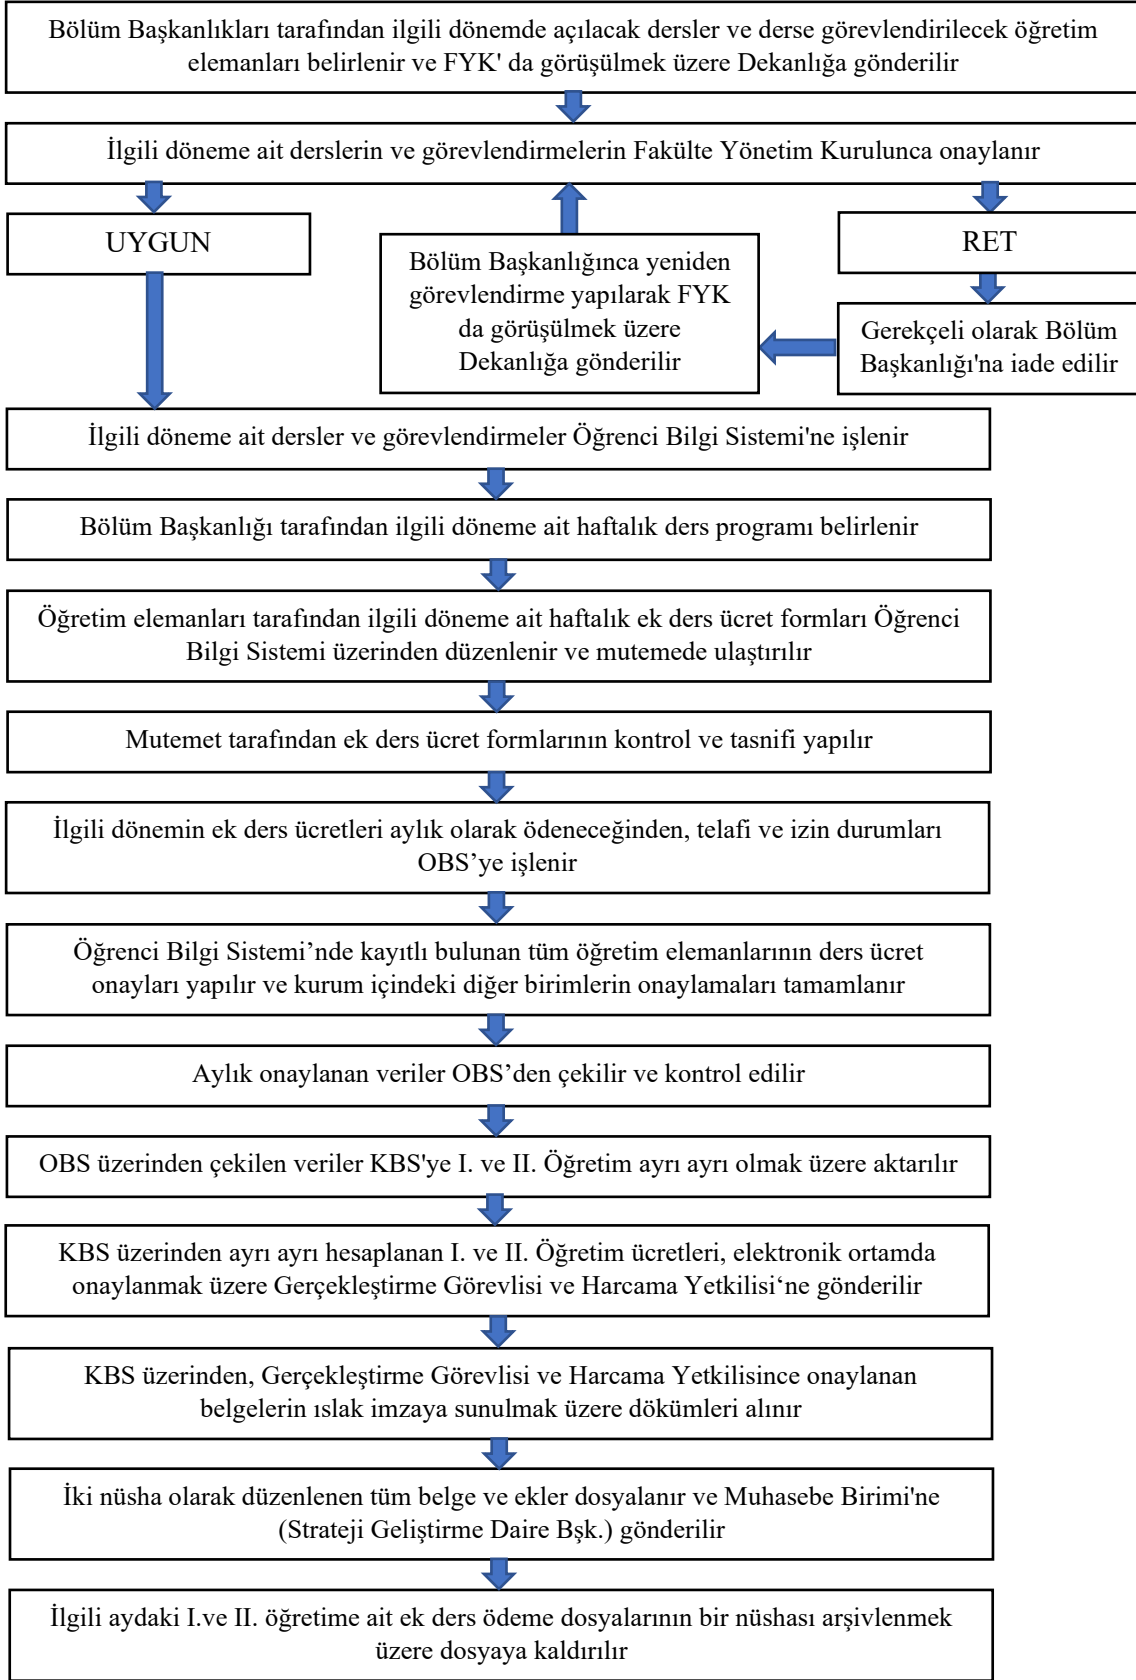 Bölüm Başkanlıkları tarafından ilgili dönemde açılacak dersler ve derse görevlendirilecek öğretim
elemanları belirlenir ve FYK' da görüşülmek üzere Dekanlığa gönderilir
İlgili döneme ait derslerin ve görevlendirmelerin Fakülte Yönetim Kurulunca onaylanır
UYGUN
RET
Bölüm Başkanlığınca yeniden
görevlendirme yapılarak FYK
da görüşülmek üzere
Dekanlığa gönderilir
Gerekçeli olarak Bölüm
Başkanlığı'na iade edilir
İlgili döneme ait dersler ve görevlendirmeler Öğrenci Bilgi Sistemi'ne işlenir
Bölüm Başkanlığı tarafından ilgili döneme ait haftalık ders programı belirlenir
Öğretim elemanları tarafından ilgili döneme ait haftalık ek ders ücret formları Öğrenci
Bilgi Sistemi üzerinden düzenlenir ve mutemede ulaştırılır
Mutemet tarafından ek ders ücret formlarının kontrol ve tasnifi yapılır
İlgili dönemin ek ders ücretleri aylık olarak ödeneceğinden, telafi ve izin durumları
OBS’ye işlenir
Öğrenci Bilgi Sistemi’nde kayıtlı bulunan tüm öğretim elemanlarının ders ücret
onayları yapılır ve kurum içindeki diğer birimlerin onaylamaları tamamlanır
Aylık onaylanan veriler OBS’den çekilir ve kontrol edilir
OBS üzerinden çekilen veriler KBS'ye I. ve II. Öğretim ayrı ayrı olmak üzere aktarılır
KBS üzerinden ayrı ayrı hesaplanan I. ve II. Öğretim ücretleri, elektronik ortamda
onaylanmak üzere Gerçekleştirme Görevlisi ve Harcama Yetkilisi‘ne gönderilir
KBS üzerinden, Gerçekleştirme Görevlisi ve Harcama Yetkilisince onaylanan
belgelerin ıslak imzaya sunulmak üzere dökümleri alınır
İki nüsha olarak düzenlenen tüm belge ve ekler dosyalanır ve Muhasebe Birimi'ne
(Strateji Geliştirme Daire Bşk.) gönderilir
İlgili aydaki I.ve II. öğretime ait ek ders ödeme dosyalarının bir nüshası arşivlenmek
üzere dosyaya kaldırılır